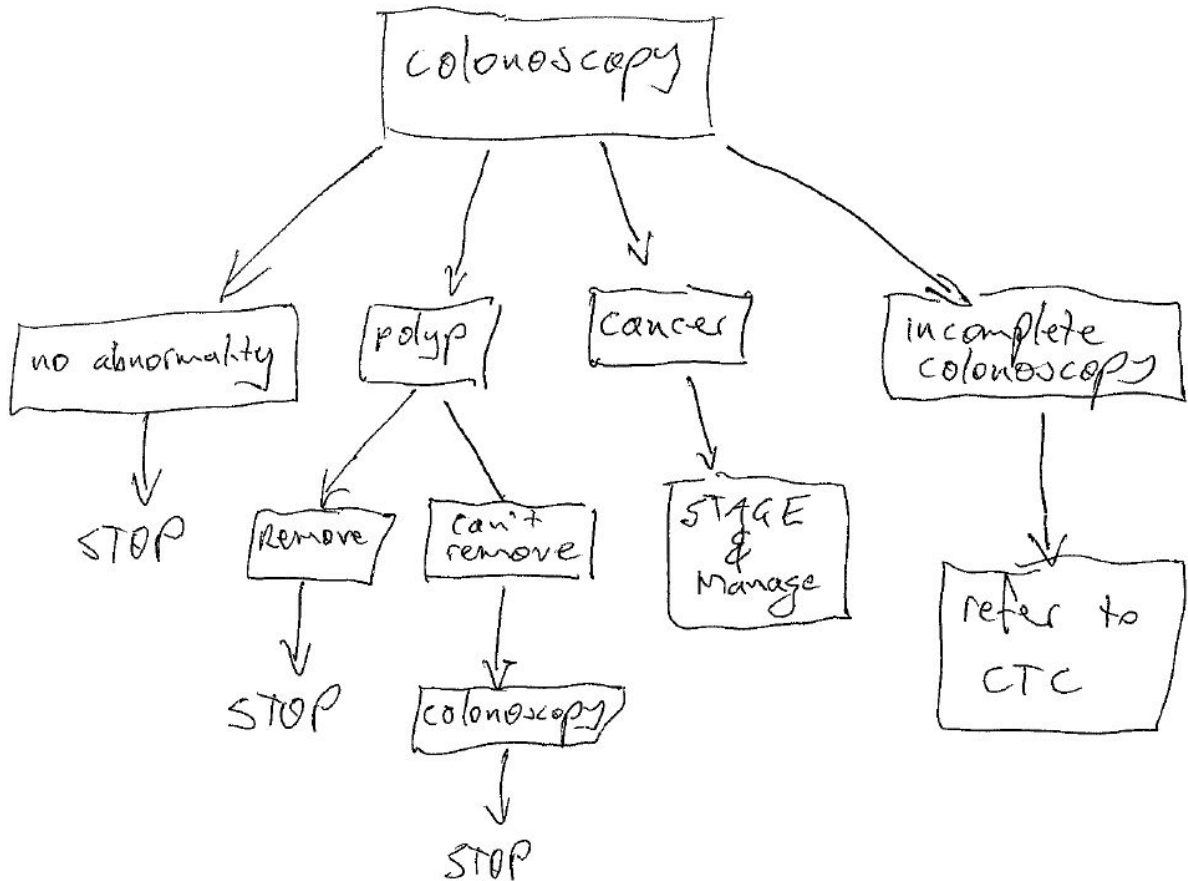 colonoscopy
no abnormality
polyp
cancer
incomplete
colonoscopy
STOP
Remove
can't
remove
STAGE
&
Manage
refer to
CTC
STOP
colonoscopy
STOP